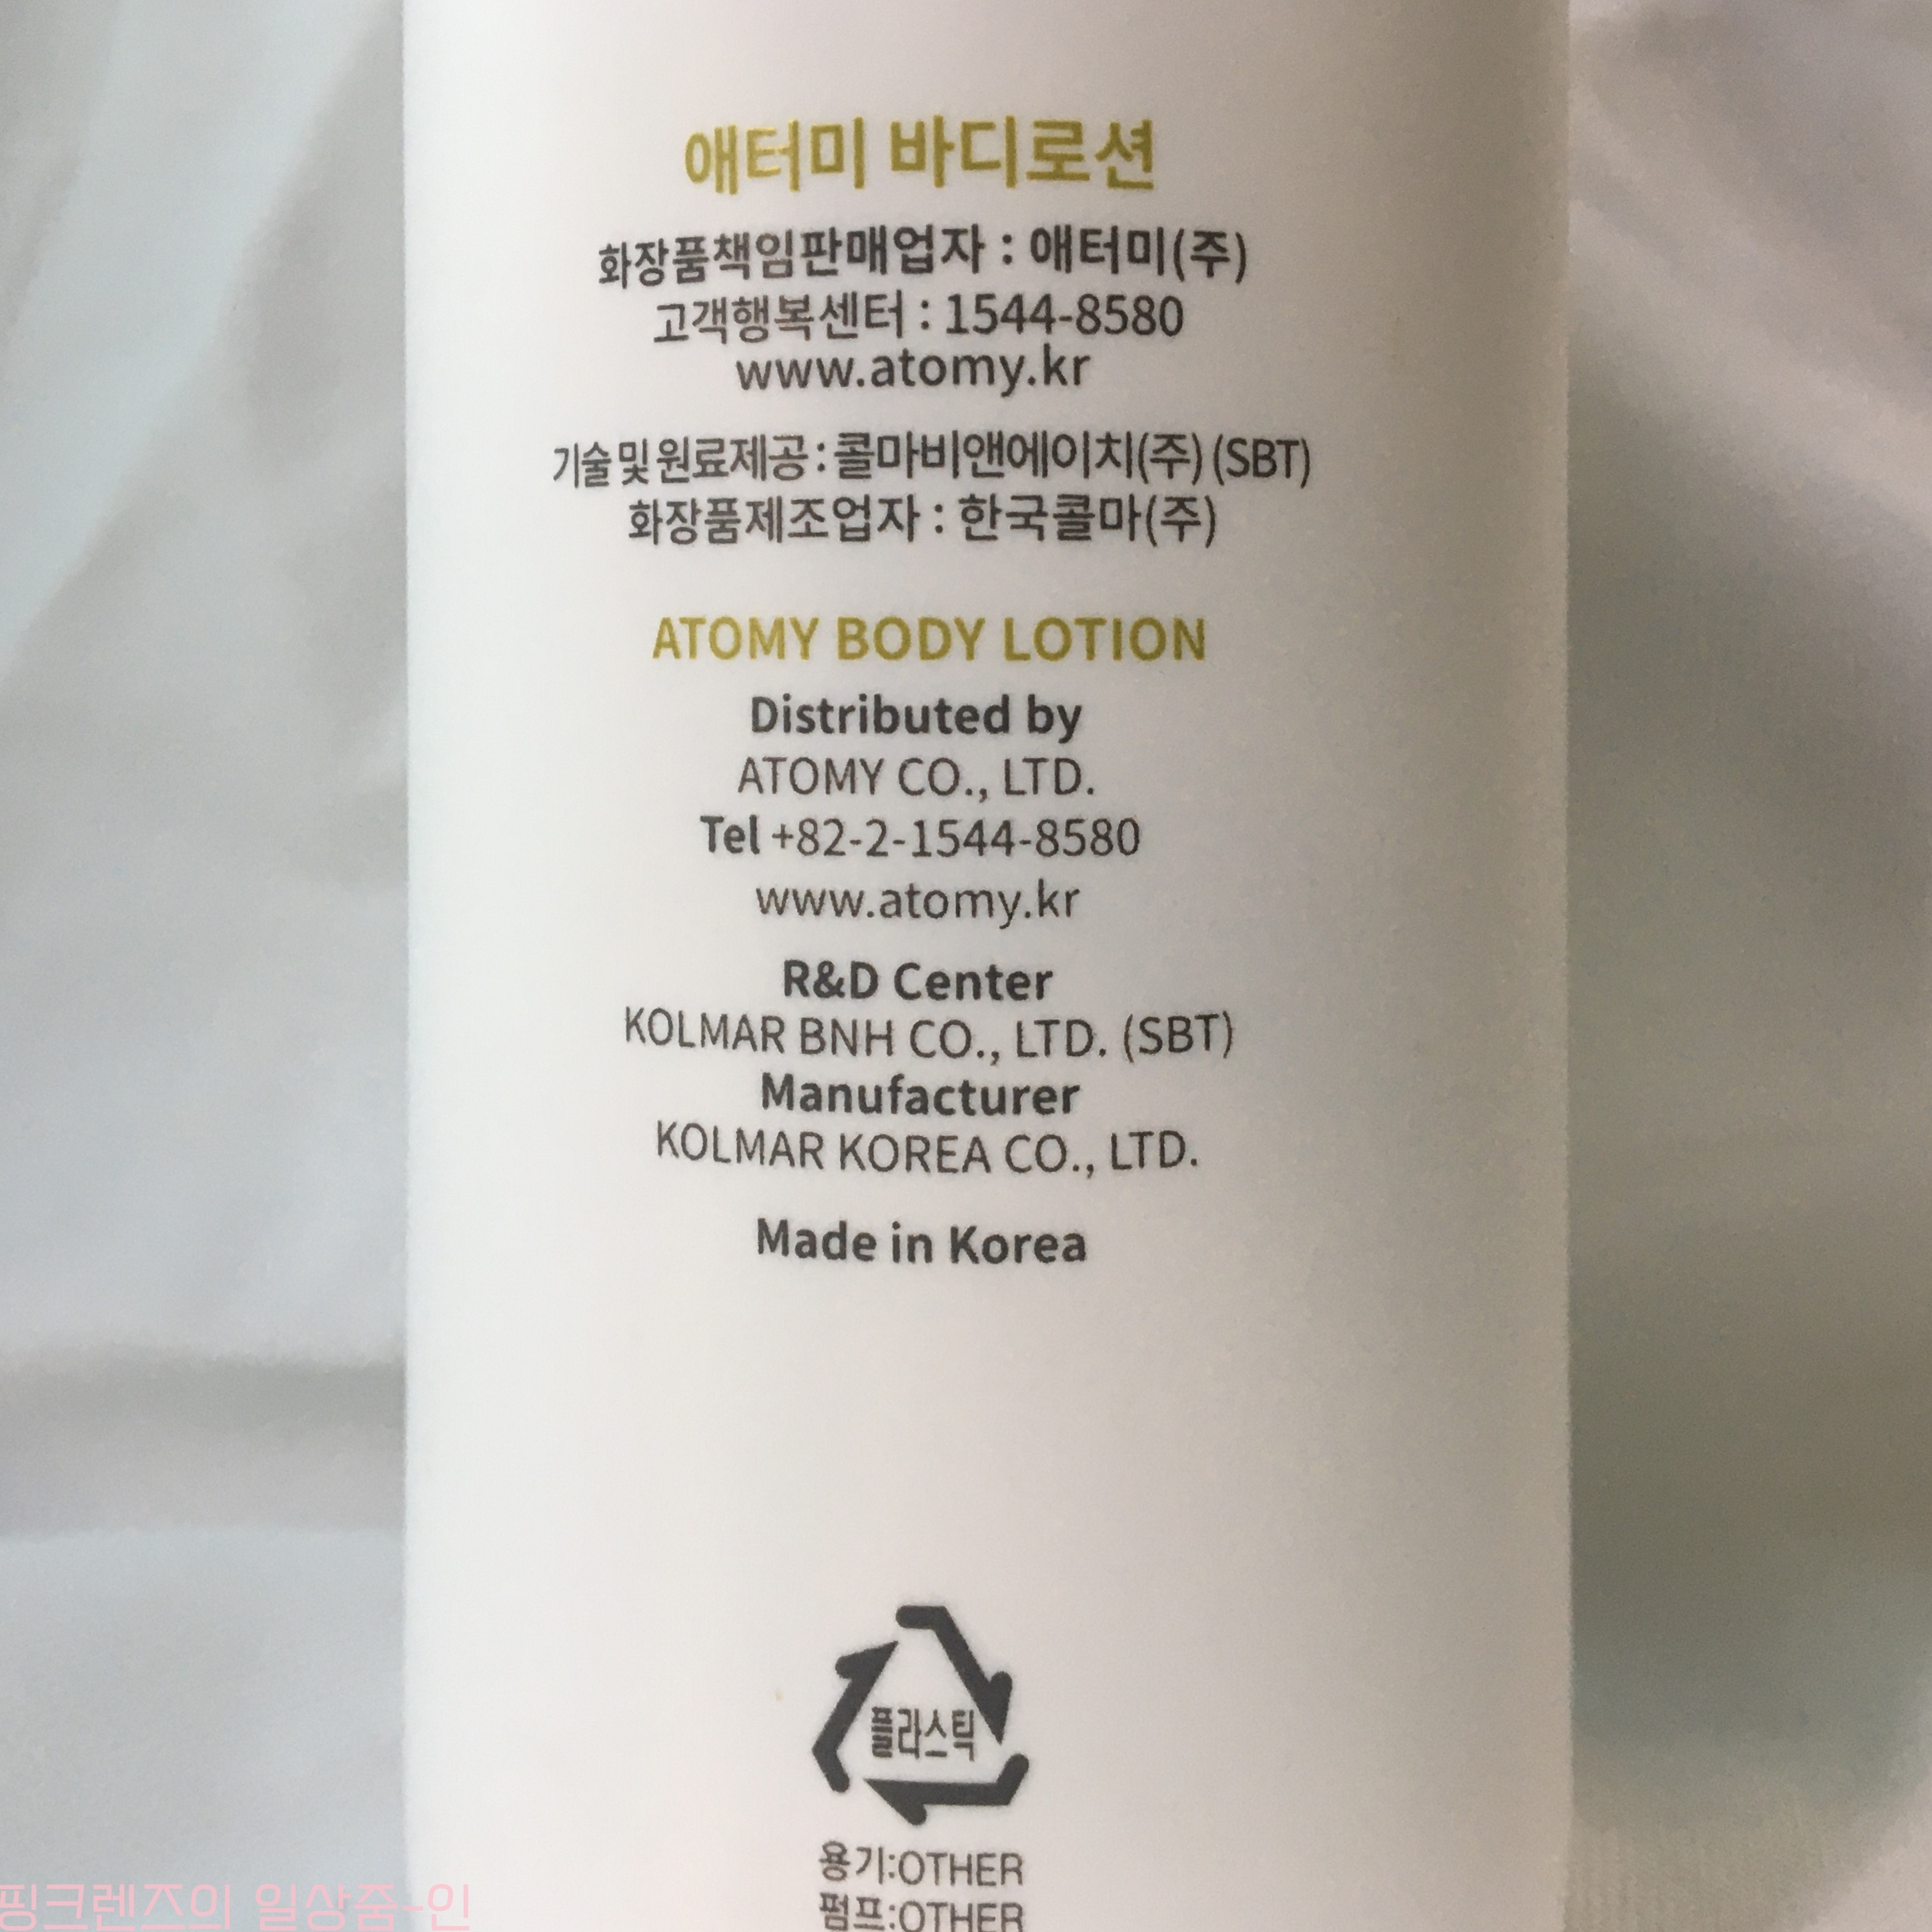 애터미 바디로션
화장품책임판매업자 : 애터미(주)
고객행복센터 : 1544-8580
www.atomy.kr
기술 및 원료제공 : 콜마비앤에이치(주) (SBT)
화장품제조업자 : 한국콜마(주)
ATOMY BODY LOTION
Distributed by
ATOMY CO., LTD.
Tel +82-2-1544-8580
www.atomy.kr
R&D Center
KOLMAR BNH CO., LTD. (SBT)
Manufacturer
KOLMAR KOREA CO., LTD.
Made in Korea
플라스틱
용기:OTHER
펌프:OTHER
핑크렌즈의 일상줌-인